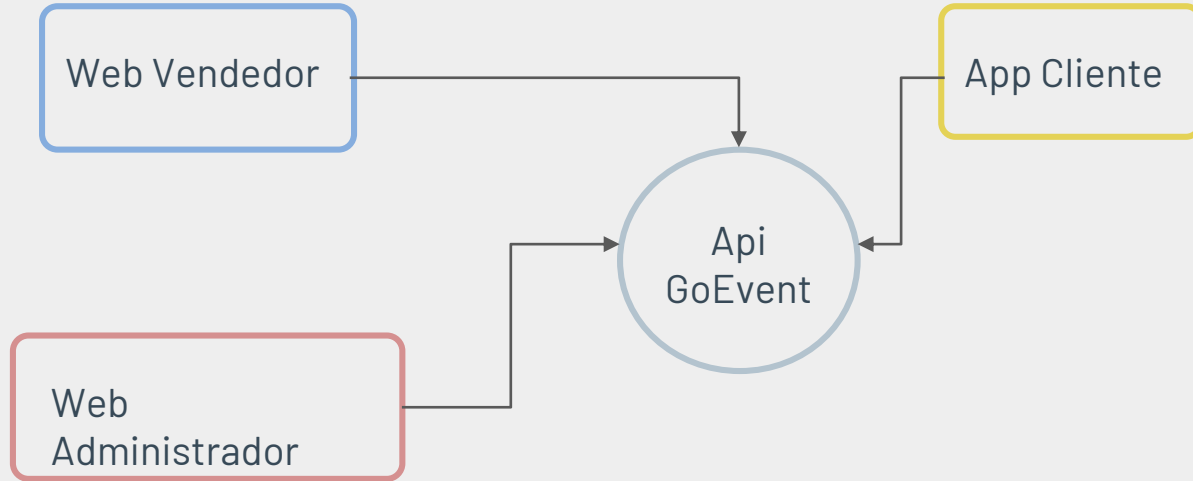 Web Vendedor
App Cliente
Api
GoEvent
Web
Administrador